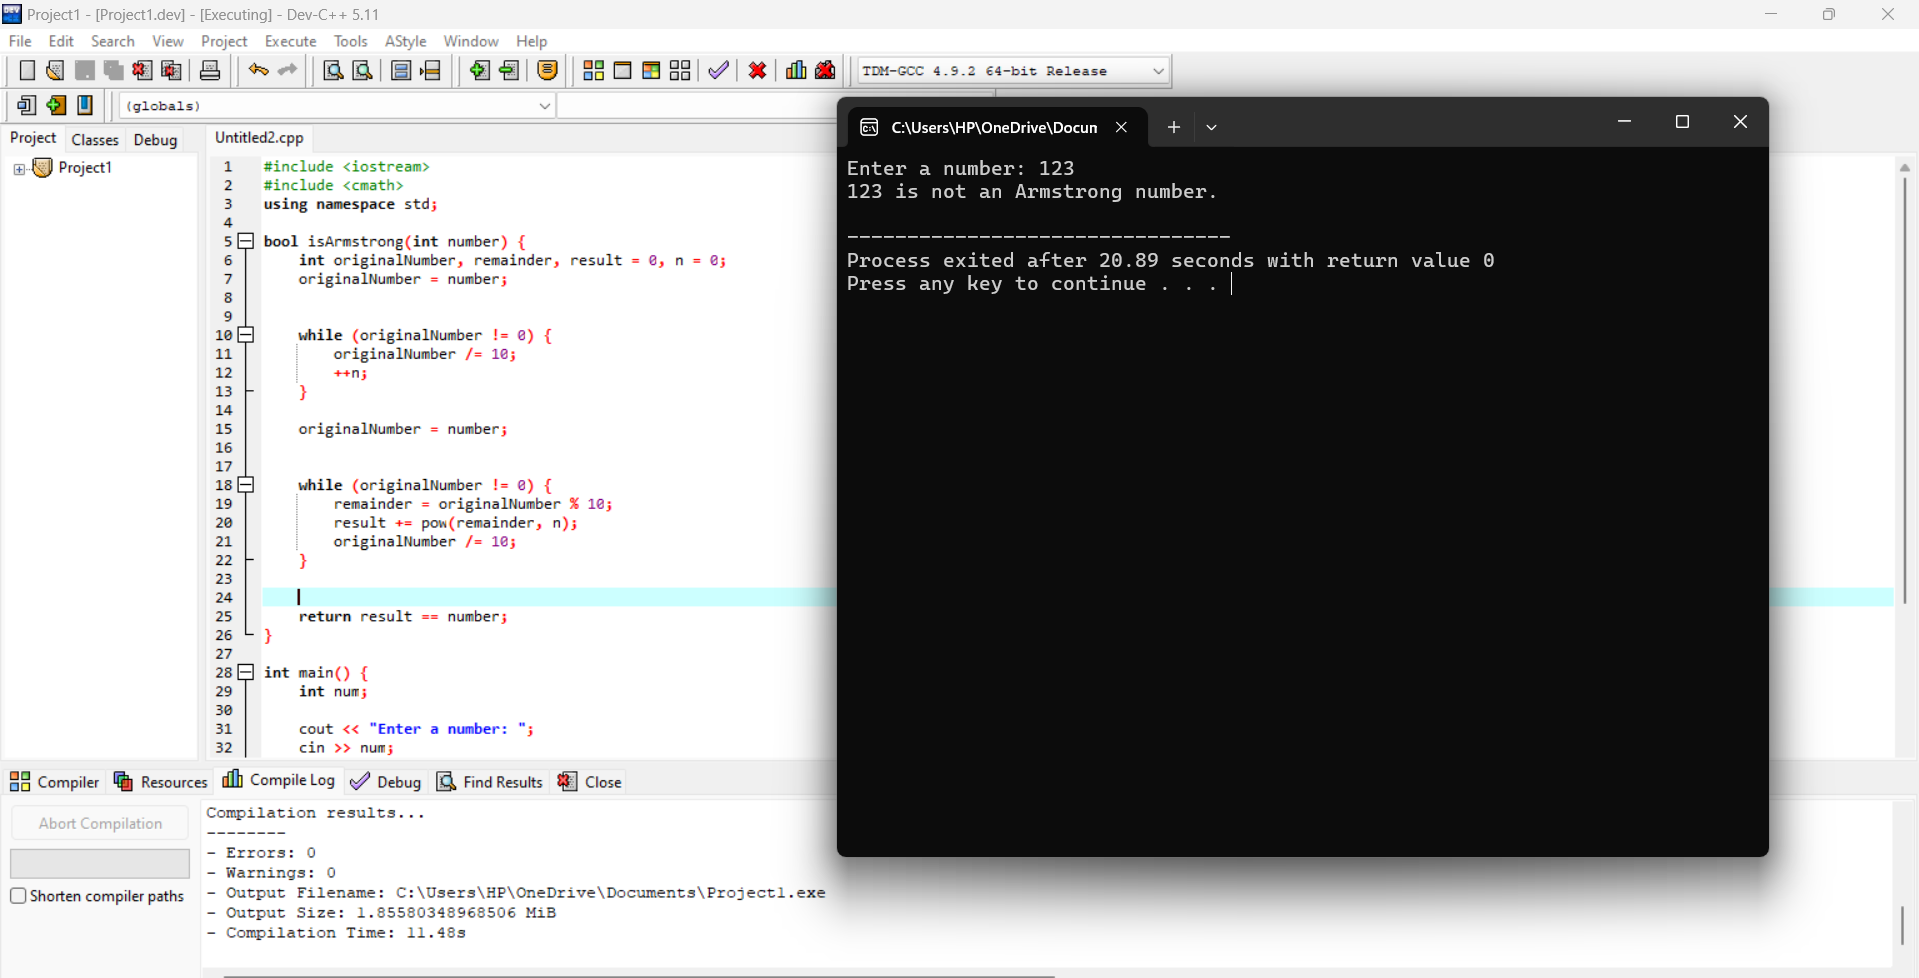 Project1 - [Project1.dev] - [Executing] - Dev-C++ 5.11
File Edit Search View Project Execute Tools AStyle Window Help
TDM-GCC 4.9.2 64-bit Release
(globals)
Project Classes Debug
Project1
Untitled2.cpp
1 #include <iostream>
2 #include <cmath>
3 using namespace std;
4
5 bool isArmstrong(int number) {
6 int originalNumber, remainder, result = 0, n = 0;
7 originalNumber = number;
8
9
10 while (originalNumber != 0) {
11 originalNumber /= 10;
12 ++n;
13 }
14
15 originalNumber = number;
16
17
18 while (originalNumber != 0) {
19 remainder = originalNumber % 10;
20 result += pow(remainder, n);
21 originalNumber /= 10;
22 }
23
24
25 return result == number;
26 }
27
28 int main() {
29 int num;
30
31 cout << "Enter a number: ";
32 cin >> num;
C:\Users\HP\OneDrive\Docun
Enter a number: 123
123 is not an Armstrong number.
--------------------------------
Process exited after 20.89 seconds with return value 0
Press any key to continue . . .
Compiler Resources Compile Log Debug Find Results Close
Abort Compilation
Shorten compiler paths
Compilation results...
--------
- Errors: 0
- Warnings: 0
- Output Filename: C:\Users\HP\OneDrive\Documents\Project1.exe
- Output Size: 1.85580348968506 MiB
- Compilation Time: 11.48s